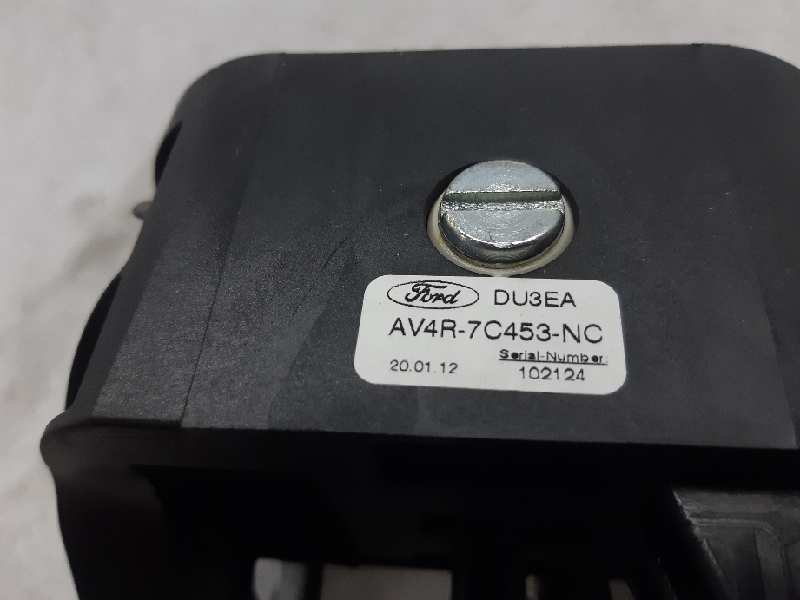 Ford DU3EA
AV4R-7C453-NC
Serial-Number:
20.01.12 102124